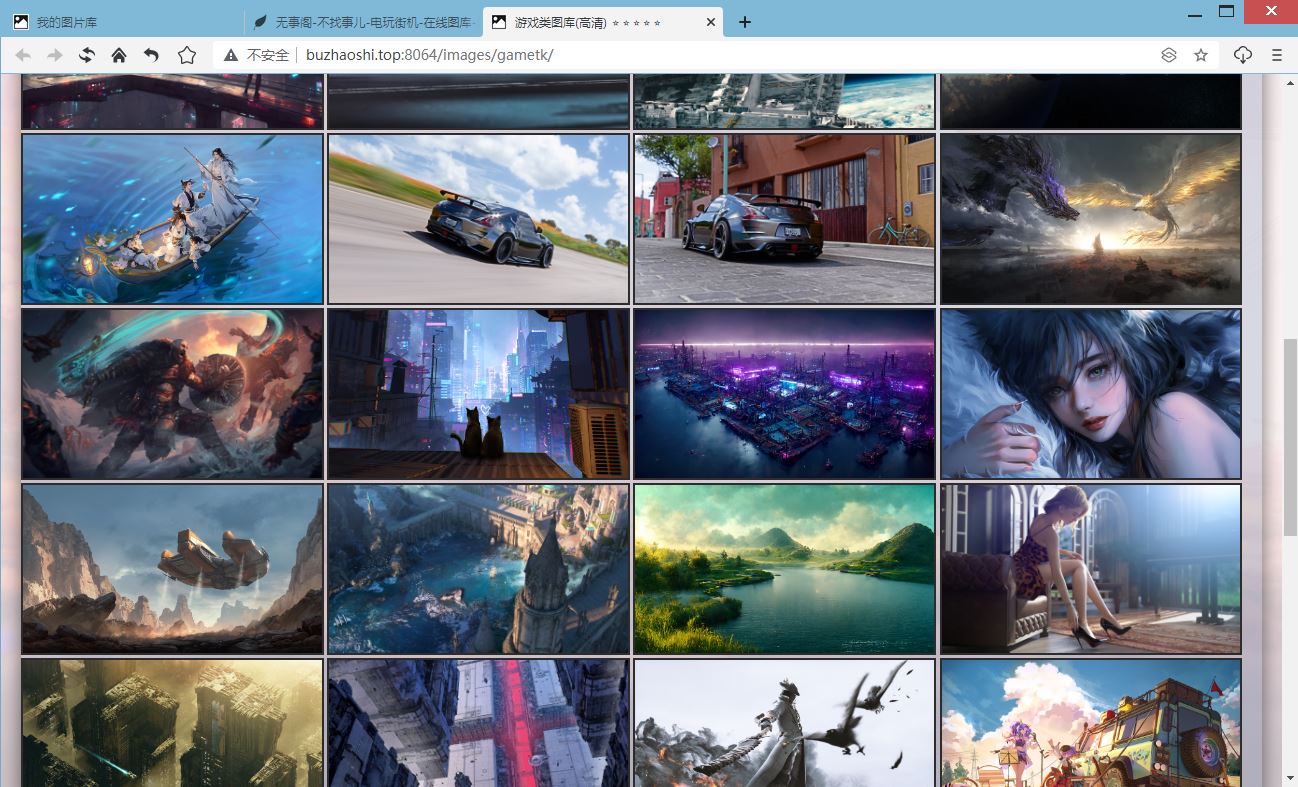 我的图片库
无事阁-不找事儿-电玩街机-在线图库-
游戏类图库(高清) ☆☆☆☆☆
不安全
buzhaoshi.top:8064/images/gametk/